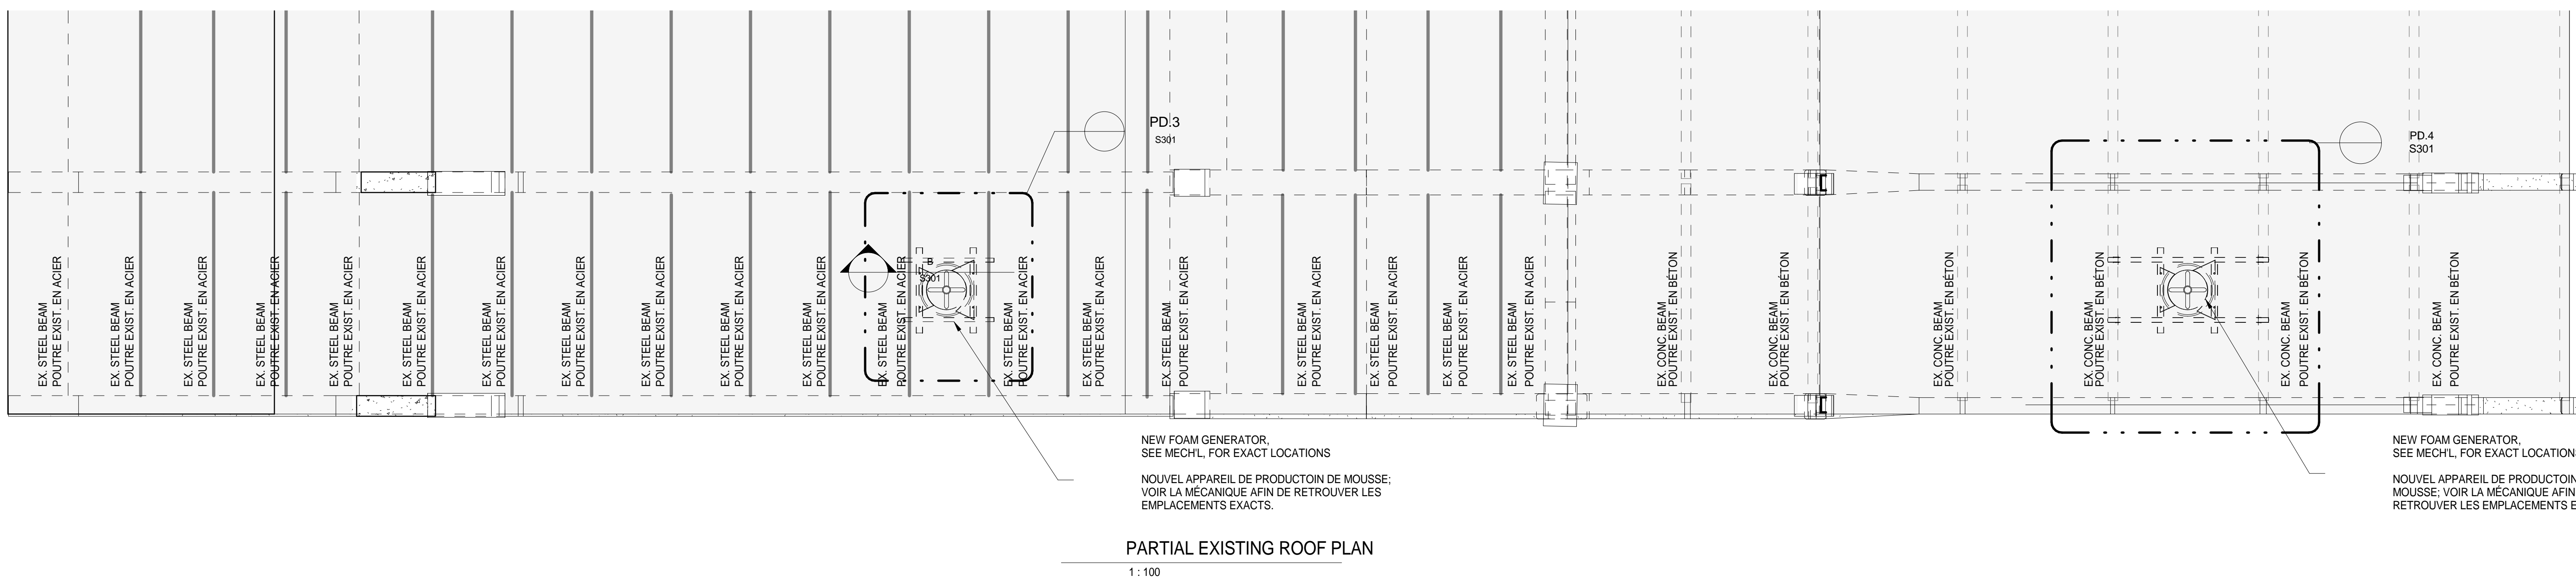 PD.3
S301
PD.4
S301
B
S301
EX. STEEL BEAM
POUTRE EXIST. EN ACIER
EX. STEEL BEAM
POUTRE EXIST. EN ACIER
EX. STEEL BEAM
POUTRE EXIST. EN ACIER
EX. STEEL BEAM
POUTRE EXIST. EN ACIER
EX. STEEL BEAM
POUTRE EXIST. EN ACIER
EX. STEEL BEAM
POUTRE EXIST. EN ACIER
EX. STEEL BEAM
POUTRE EXIST. EN ACIER
EX. STEEL BEAM
POUTRE EXIST. EN ACIER
EX. STEEL BEAM
POUTRE EXIST. EN ACIER
EX. STEEL BEAM
POUTRE EXIST. EN ACIER
EX. STEEL BEAM
POUTRE EXIST. EN ACIER
EX. STEEL BEAM
POUTRE EXIST. EN ACIER
EX. STEEL BEAM
POUTRE EXIST. EN ACIER
EX. STEEL BEAM
POUTRE EXIST. EN ACIER
EX. STEEL BEAM
POUTRE EXIST. EN ACIER
EX. STEEL BEAM
POUTRE EXIST. EN ACIER
EX. STEEL BEAM
POUTRE EXIST. EN ACIER
EX. STEEL BEAM
POUTRE EXIST. EN ACIER
EX. STEEL BEAM
POUTRE EXIST. EN ACIER
EX. CONC. BEAM
POUTRE EXIST. EN BÉTON
EX. CONC. BEAM
POUTRE EXIST. EN BÉTON
EX. CONC. BEAM
POUTRE EXIST. EN BÉTON
EX. CONC. BEAM
POUTRE EXIST. EN BÉTON
EX. CONC. BEAM
POUTRE EXIST. EN BÉTON
EX. CONC. BEAM
POUTRE EXIST. EN BÉTON
NEW FOAM GENERATOR,
SEE MECH'L, FOR EXACT LOCATIONS
NOUVEL APPAREIL DE PRODUCTOIN DE MOUSSE;
VOIR LA MÉCANIQUE AFIN DE RETROUVER LES
EMPLACEMENTS EXACTS.
NEW FOAM GENERATOR,
SEE MECH'L, FOR EXACT LOCATIONS
NOUVEL APPAREIL DE PRODUCTOIN
MOUSSE; VOIR LA MÉCANIQUE AFIN
RETROUVER LES EMPLACEMENTS
PARTIAL EXISTING ROOF PLAN
1 : 100